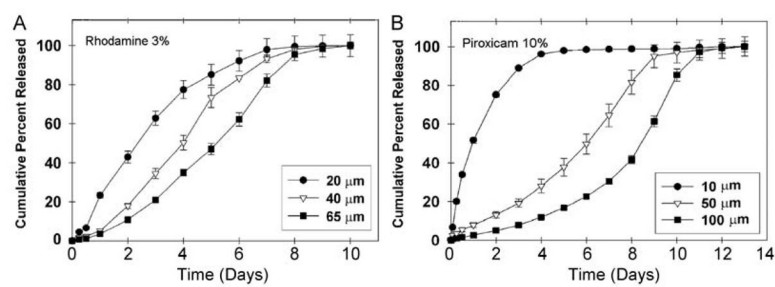 A
Rhodamine 3%
Cumulative Percent Released
100
80
60
40
20
0
20 μm
40 μm
65 μm
0 2 4 6 8 10
Time (Days)
B
Piroxicam 10%
Cumulative Percent Released
100
80
60
40
20
0
10 μm
50 μm
100 μm
0 2 4 6 8 10 12 14
Time (Days)